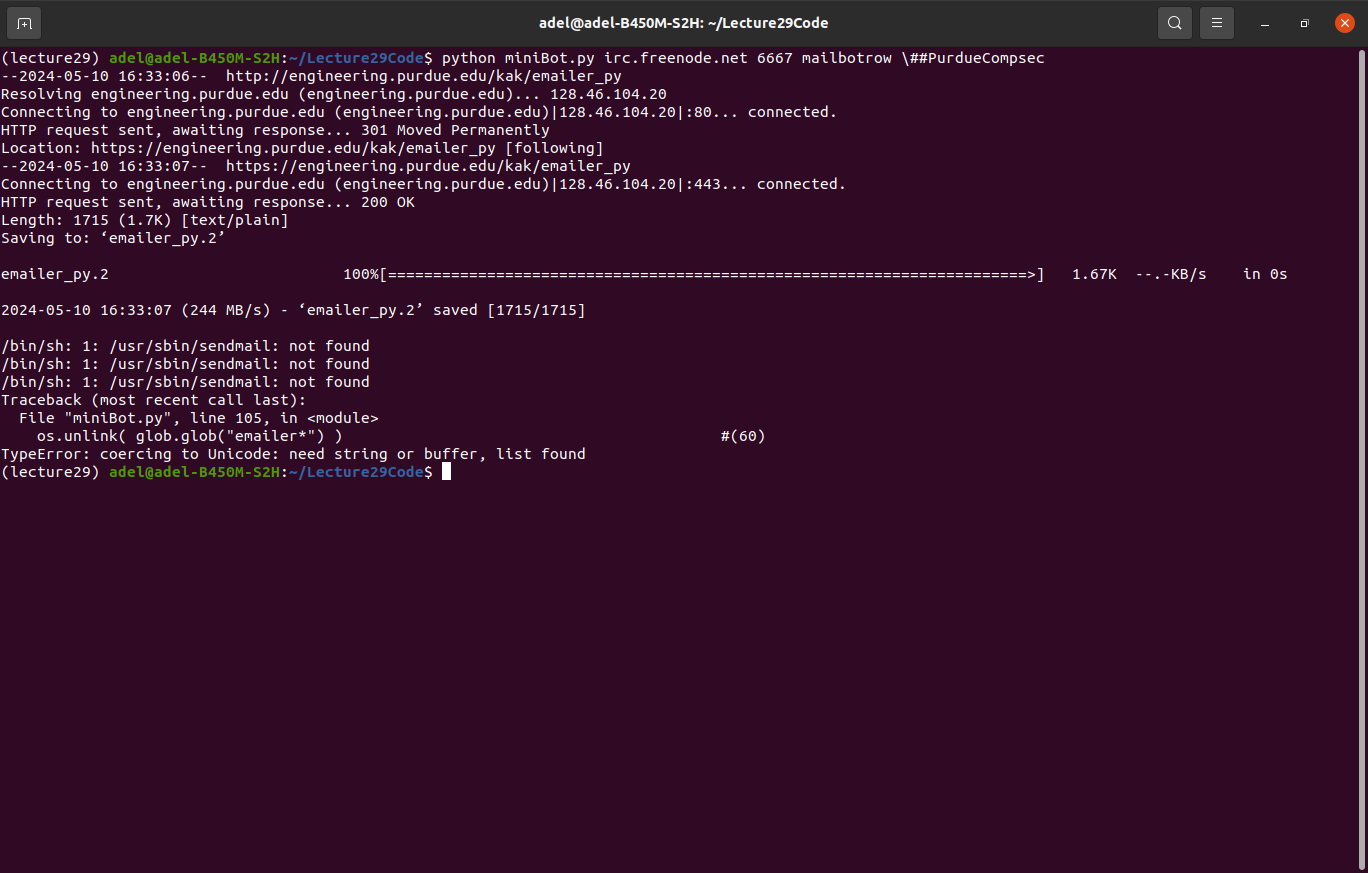 adel@adel-B450M-S2H: ~/Lecture29Code
(lecture29) adel@adel-B450M-S2H:~/Lecture29Code$ python miniBot.py irc.freenode.net 6667 mailbotrow \##PurdueCompsec
--2024-05-10 16:33:06--  http://engineering.purdue.edu/kak/emailer_py
Resolving engineering.purdue.edu (engineering.purdue.edu)... 128.46.104.20
Connecting to engineering.purdue.edu (engineering.purdue.edu)|128.46.104.20|:80... connected.
HTTP request sent, awaiting response... 301 Moved Permanently
Location: https://engineering.purdue.edu/kak/emailer_py [following]
--2024-05-10 16:33:07--  https://engineering.purdue.edu/kak/emailer_py
Connecting to engineering.purdue.edu (engineering.purdue.edu)|128.46.104.20|:443... connected.
HTTP request sent, awaiting response... 200 OK
Length: 1715 (1.7K) [text/plain]
Saving to: ‘emailer_py.2’
emailer_py.2                          100%[=======================================================================>]   1.67K  --.-KB/s    in 0s
2024-05-10 16:33:07 (244 MB/s) - ‘emailer_py.2’ saved [1715/1715]
/bin/sh: 1: /usr/sbin/sendmail: not found
/bin/sh: 1: /usr/sbin/sendmail: not found
/bin/sh: 1: /usr/sbin/sendmail: not found
Traceback (most recent call last):
  File "miniBot.py", line 105, in <module>
    os.unlink( glob.glob("emailer*") )                                          #(60)
TypeError: coercing to Unicode: need string or buffer, list found
(lecture29) adel@adel-B450M-S2H:~/Lecture29Code$